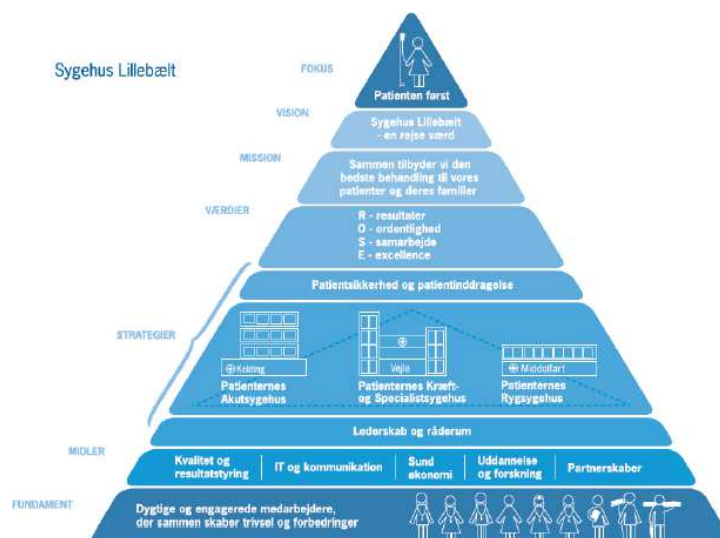 Sygehus Lillebælt
FOKUS
Patienten først
VISION
Sygehus Lillebælt
- en rejse værd
MISSION
Sammen tilbyder vi den
bedste behandling til vores
patienter og deres familier
VÆRDIER
R - resultater
O - ordentlighed
S - samarbejde
E - excellence
Patientsikkerhed og patientinddragelse
STRATEGIER
Kolding
Patienternes
Akutsygehus
Vejle
Patienternes Kræft-
og Specialistsygehus
Middelfart
Patienternes
Rygsygehus
Lederskab og råderum
MIDLER
Kvalitet og
resultatstyring
IT og kommunikation
Sund
økonomi
Uddannelse
og forskning
Partnerskaber
FUNDAMENT
Dygtige og engagerede medarbejdere,
der sammen skaber trivsel og forbedringer